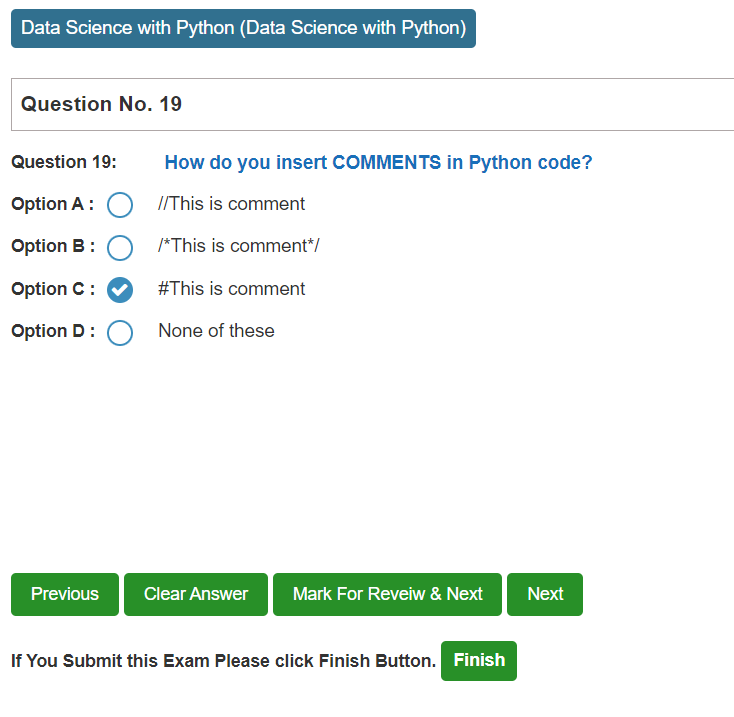 Data Science with Python (Data Science with Python)
Question No. 19
Question 19: How do you insert COMMENTS in Python code?
Option A : //This is comment
Option B : /*This is comment*/
Option C : #This is comment
Option D : None of these
Previous Clear Answer Mark For Reveiw & Next Next
If You Submit this Exam Please click Finish Button. Finish